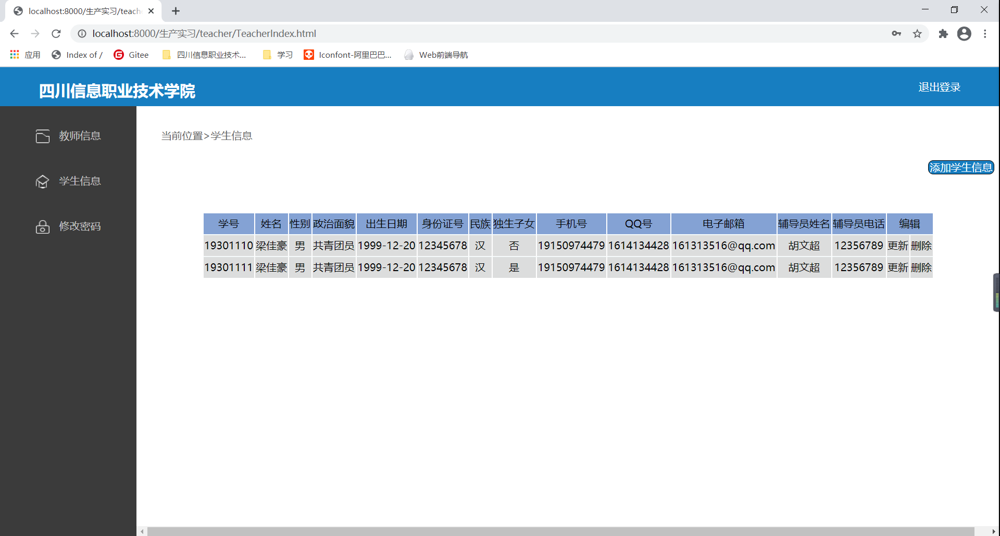 localhost:8000/生产实习/teach
localhost:8000/生产实习/teacher/TeacherIndex.html
应用 Index of / Gitee 四川信息职业技术... 学习 Iconfont-阿里巴巴... Web前端导航
四川信息职业技术学院
退出登录
教师信息
学生信息
修改密码
当前位置>学生信息
添加学生信息
学号 姓名 性别 政治面貌 出生日期 身份证号 民族 独生子女 手机号 QQ号 电子邮箱 辅导员姓名 辅导员电话 编辑
19301110 梁佳豪 男 共青团员 1999-12-20 12345678 汉 否 19150974479 1614134428 161313516@qq.com 胡文超 12356789 更新 删除
19301111 梁佳豪 男 共青团员 1999-12-20 12345678 汉 是 19150974479 1614134428 161313516@qq.com 胡文超 12356789 更新 删除